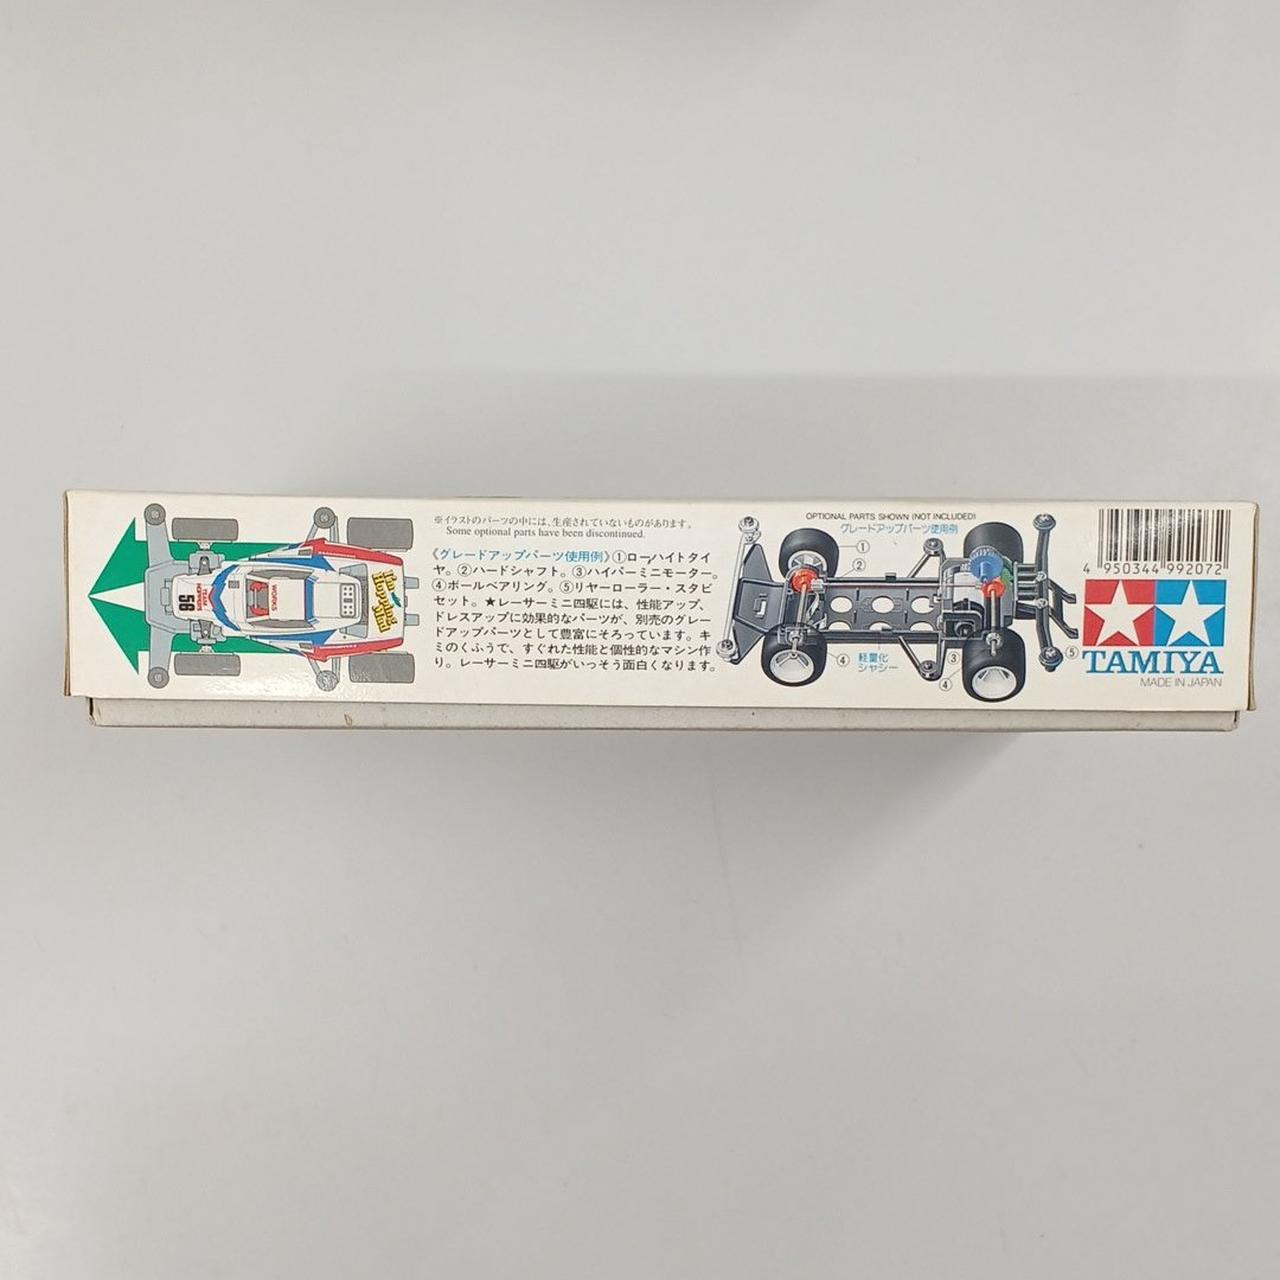 ※イラストのパーツの中には、生産されていないものがあります。
Some optional parts have been discontinued.
《グレードアップパーツ使用例》①ローハイトタイ
ヤ。②ハードシャフト。③ハイパーミニモーター。
④ボールベアリング。⑤リヤーローラー・スタビ
セット。★レーサーミニ四駆には、性能アップ、
ドレスアップに効果的なパーツが、別売のグレー
ドアップパーツとして豊富にそろっています。キ
ミのくふうで、すぐれた性能と個性的なマシン作
り。レーサーミニ四駆がいっそう面白くなります。
OPTIONAL PARTS SHOWN (NOT INCLUDED)
グレードアップパーツ使用例
①
②
④
軽量化
シャシー
③
④
⑤
4 950344 992072
TAMIYA
MADE IN JAPAN
58
TEAM
HOPPER
WORKS